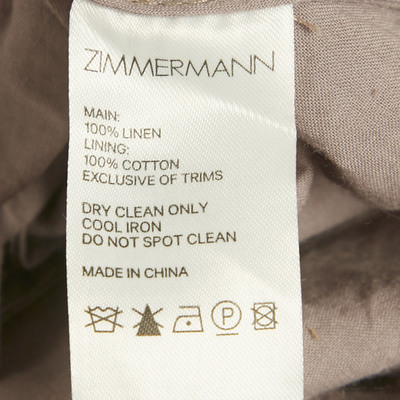 ZIMMERMANN
MAIN:
100% LINEN
LINING:
100% COTTON
EXCLUSIVE OF TRIMS
DRY CLEAN ONLY
COOL IRON
DO NOT SPOT CLEAN
MADE IN CHINA
P